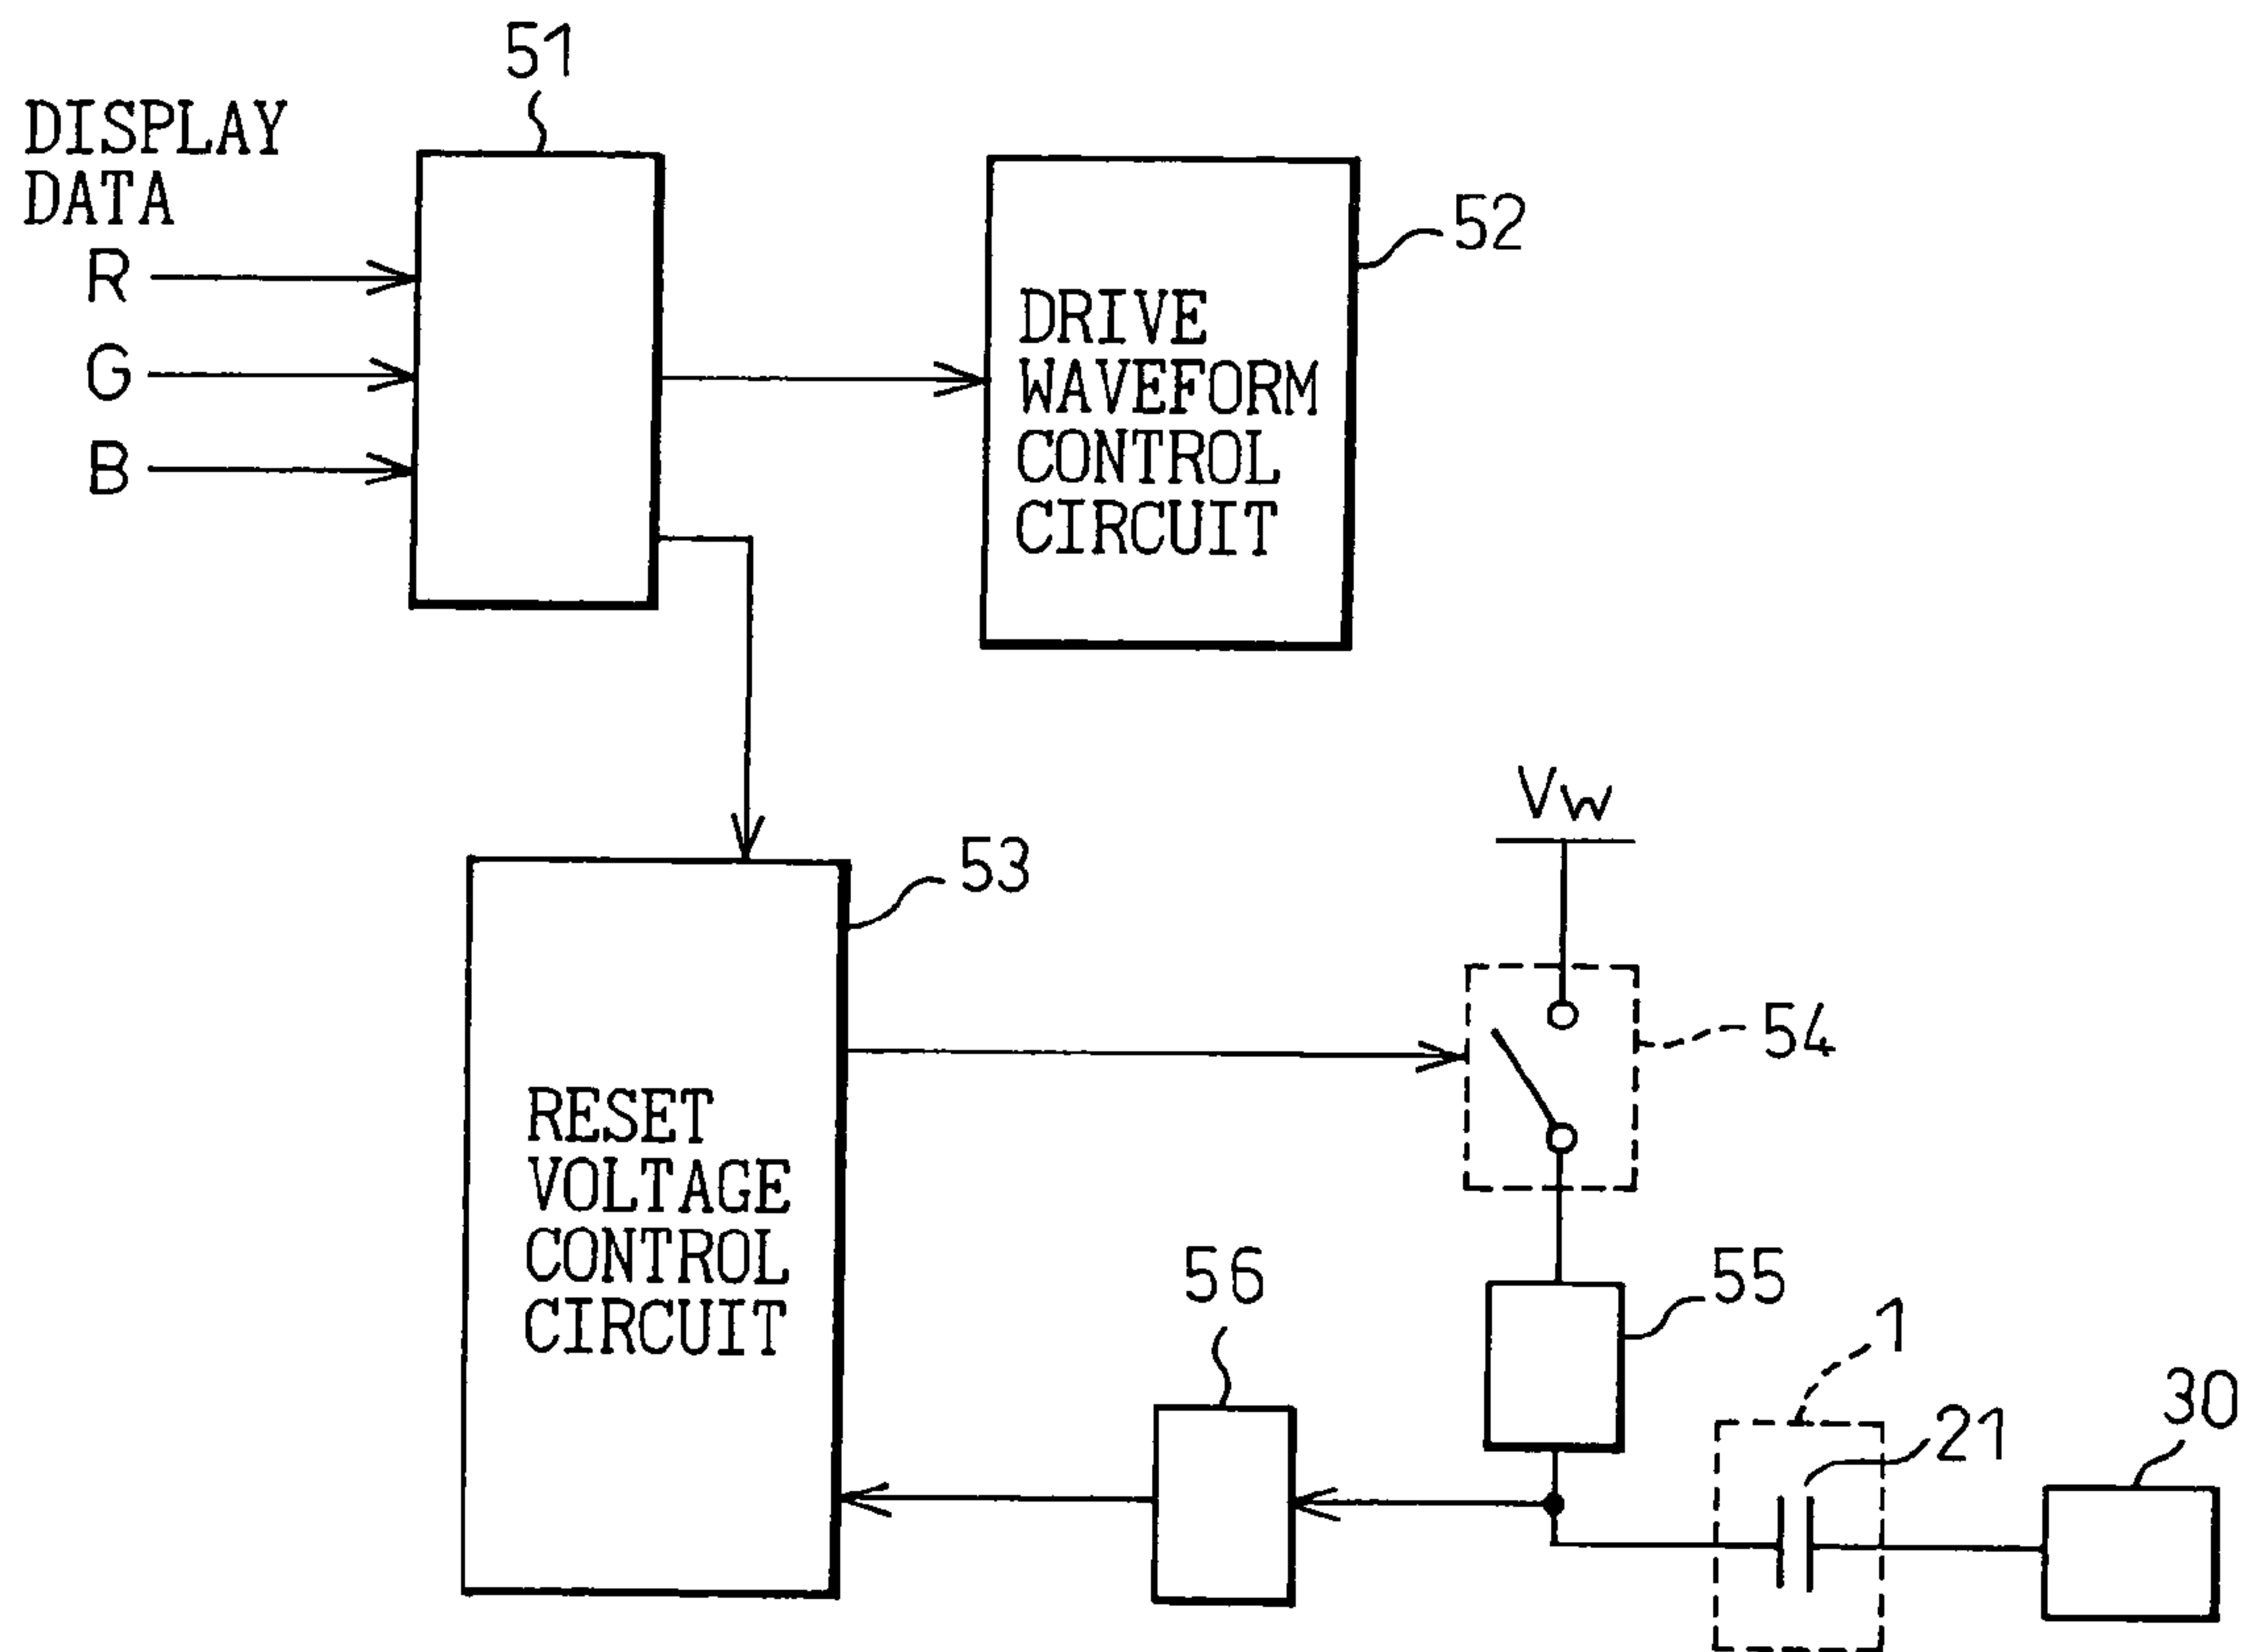 51
DISPLAY
DATA
R
G
B
52
DRIVE
WAVEFORM
CONTROL
CIRCUIT
Vw
53
54
RESET
VOLTAGE
CONTROL
CIRCUIT
56
55
1
21
30